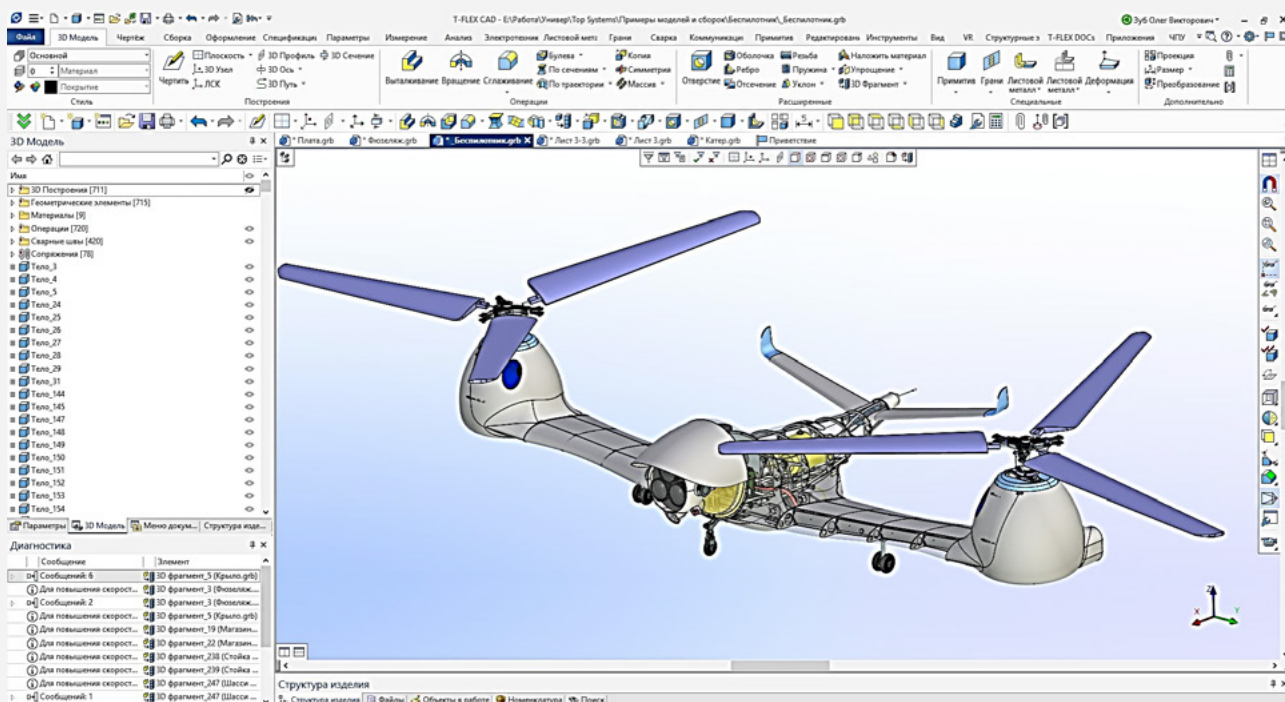 T-FLEX CAD - E:\Работа\Универ\Top Systems\Примеры моделей и сборок\Беспилотник\_Беспилотник.grb
Зуб Олег Викторович
Файл 3D Модель Чертёж Сборка Оформление Спецификации Параметры Измерение Анализ Электротехник Листовой мета Грани Сварка Коммуникаци Примитив Редактирован Инструменты Вид VR Структурные э T-FLEX DOCs Приложения ЧПУ
Основной
0 Материал
Покрытие
Стиль
Чертить
Плоскость 3D Профиль 3D Сечение
3D Узел 3D Ось
ЛСК 3D Путь
Построения
Выталкивание Вращение Сглаживание
Булева Копия
По сечениям Симметрия
По траектории Массив
Операции
Отверстие
Оболочка Резьба Наложить материал
Ребро Пружина Упрощение
Отсечение Уклон 3D Фрагмент
Расширенные
Примитив Грани Листовой металл Листовой металл Деформация
Специальные
Проекция
Размер
Преобразование
Дополнительно
3D Модель
*Плата.grb *Фюзеляж.grb *_Беспилотник.grb *Лист 3-3.grb *Лист 3.grb *Катер.grb Приветствие
Имя
3D Построения [711]
Геометрические элементы [715]
Материалы [9]
Операции [720]
Сварные швы [420]
Сопряжения [78]
Тело_3
Тело_4
Тело_5
Тело_24
Тело_25
Тело_26
Тело_27
Тело_28
Тело_29
Тело_31
Тело_144
Тело_145
Тело_147
Тело_148
Тело_149
Тело_150
Тело_151
Тело_152
Тело_153
Тело_154
Параметры 3D Модель Меню докум... Структура изде...
Диагностика
Сообщение Элемент
Сообщений: 6 3D фрагмент_5 (Крыло.grb)
Для повышения скорост... 3D фрагмент_3 (Фюзеляж....
Сообщений: 2 3D фрагмент_3 (Фюзеляж....
Для повышения скорост... 3D фрагмент_5 (Крыло.grb)
Для повышения скорост... 3D фрагмент_19 (Магазин...
Для повышения скорост... 3D фрагмент_22 (Магазин...
Для повышения скорост... 3D фрагмент_238 (Стойка ...
Для повышения скорост... 3D фрагмент_239 (Стойка ...
Для повышения скорост... 3D фрагмент_247 (Шасси ...
Сообщений: 1 3D фрагмент_247 (Шасси ...
Z
X Y
Структура изделия
Структура изделия Файлы Объекты в работе Номенклатура Поиск